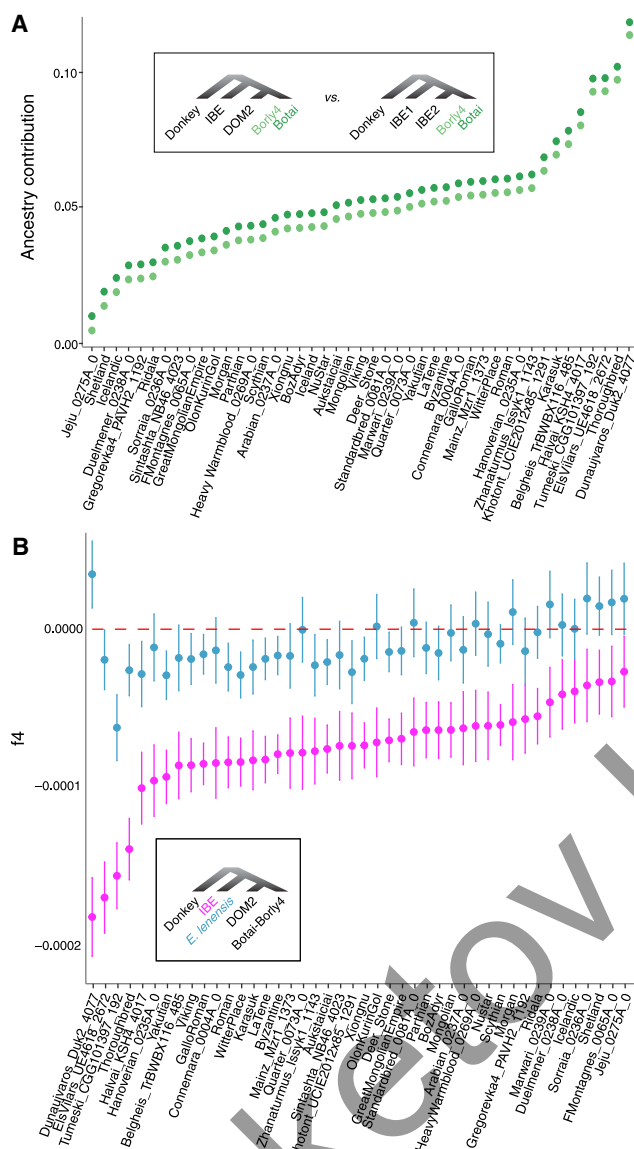 A
Ancestry contribution
0.10
0.05
0.00
Donkey
IBE
DOM2
Borly4
Botai
vs.
Donkey
IBE1
IBE2
Borly4
Botai
Jeju_0275A_0
Shetland
Icelandic
Duelmener_0238A_0
Gregorevka4_PAVH2_1192
Ridala
Sorraia_0236A_0
Sintashta_NB46_4023
FMontagnes_0065A_0
GreatMongolianEmpire
OlonKurinGol
Morgan
Parthian
Heavy Warmblood_0269A_0
Scythian
Arabian_0237A_0
Xiongnu
BozAdyr
Iceland
NuStar
Aukstaiciai
Mongolian
Viking
Deer_Stone
Standardbred_0081A_0
Marwari_0239A_0
Quarter_0073A_0
Yakutian
LaTene
Byzantine
Connemara_0004A_0
GalloRoman
Mainz_Mzr1_1373
WitterPlace
Roman
Hanoverian_0235A_0
Zhanaturmus_Issyk1_1143
Khotont_UCIE2012x85_1291
Karasuk
Belgheis_TrBWBX116_485
Halvai_KSH4_4017
Tumeski_CGG101397_192
ElsVilars_UE4618_2672
Thoroughbred
Dunaujvaros_Duk2_4077
B
f4
0.0000
−0.0001
−0.0002
Donkey
IBE
E. lenensis
DOM2
Botai-Borly4
Dunaujvaros_Duk2_4077
ElsVilars_UE4618_2672
Tumeski_CGG101397_192
Thoroughbred
Halvai_KSH4_4017
Hanoverian_0235A_0
Yakutian
Belgheis_TrBWBX116_485
Viking
GalloRoman
Connemara_0004A_0
Roman
WitterPlace
Karasuk
LaTene
Byzantine
Mainz_Mzr1_1373
Quarter_0073A_0
Zhanaturmus_Issyk1_1143
Aukstaiciai
Sintashta_NB46_4023
Khotont_UCIE2012x85_1291
Xiongnu
OlonKurinGol
Deer_Stone
GreatMongolianEmpire
Standardbred_0081A_0
Parthian
BozAdyr
Mongolian
Arabian_0237A_0
HeavyWarmblood_0269A_0
NuStar
Scythian
Morgan
Gregorevka4_PAVH2_1192
Ridala
Marwari_0239A_0
Duelmener_0238A_0
Icelandic
Sorraia_0236A_0
Shetland
FMontagnes_0065A_0
Jeju_0275A_0